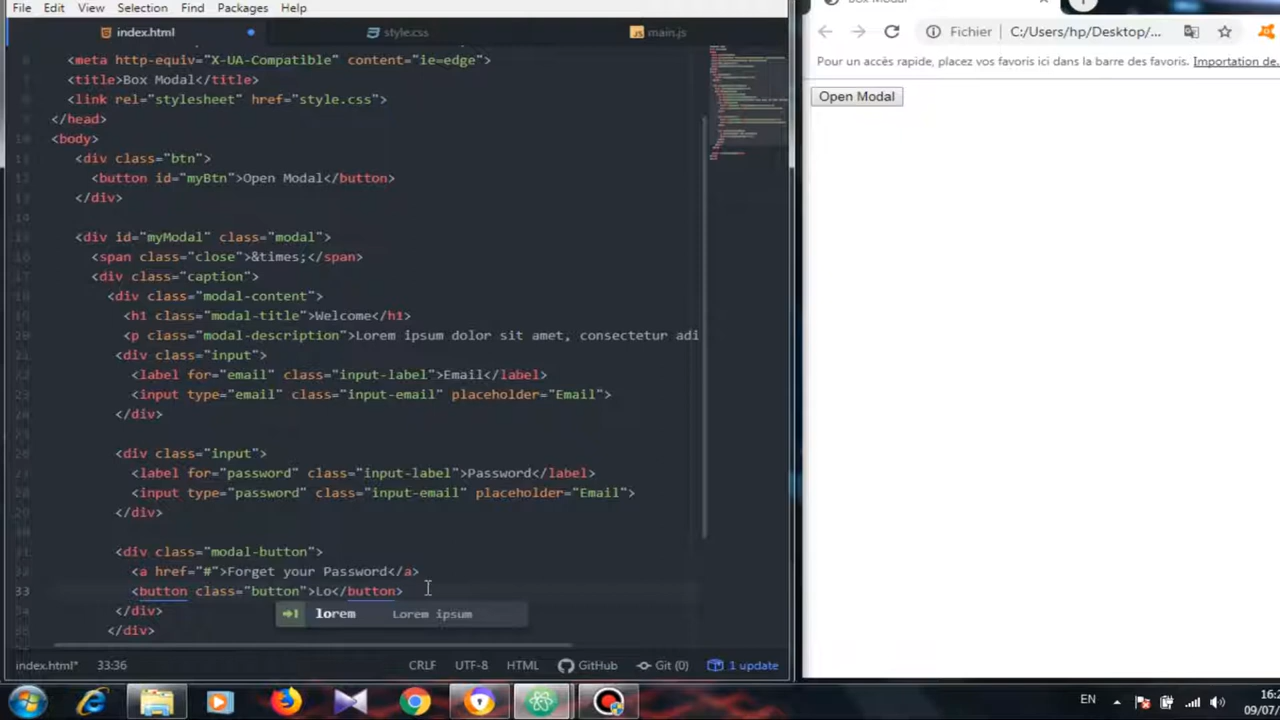 File Edit View Selection Find Packages Help
index.html
style.css
main.js
<meta http-equiv="X-UA-Compatible" content="ie=edge">
<title>Box Modal</title>
<link rel="stylesheet" href="style.css">
</head>
<body>
<div class="btn">
<button id="myBtn">Open Modal</button>
</div>
<div id="myModal" class="modal">
<span class="close">&times;</span>
<div class="caption">
<div class="modal-content">
<h1 class="modal-title">Welcome</h1>
<p class="modal-description">Lorem ipsum dolor sit amet, consectetur adi
<div class="input">
<label for="email" class="input-label">Email</label>
<input type="email" class="input-email" placeholder="Email">
</div>
<div class="input">
<label for="password" class="input-label">Password</label>
<input type="password" class="input-email" placeholder="Email">
</div>
<div class="modal-button">
<a href="#">Forget your Password</a>
33 <button class="button">Lo</button>
lorem Lorem ipsum
</div>
</div>
index.html* 33:36 CRLF UTF-8 HTML GitHub Git (0) 1 update
Fichier C:/Users/hp/Desktop/...
Pour un accès rapide, placez vos favoris ici dans la barre des favoris. Importation de.
Open Modal
EN
16:2
09/07/